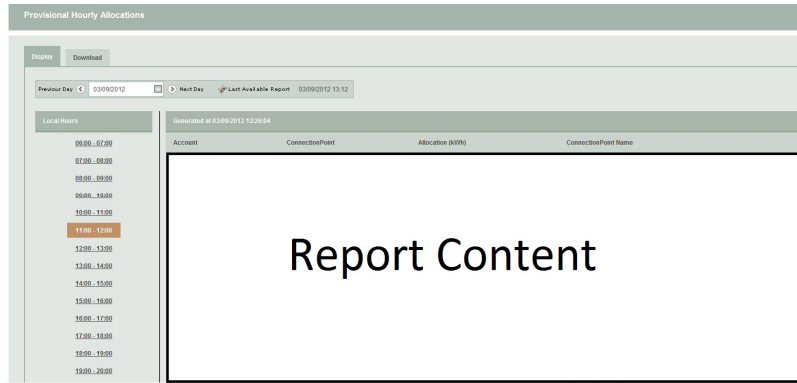 Provisional Hourly Allocations
Display Download
Previous Day 03/09/2012 Next Day Last Available Report 03/09/2012 13:12
Local Hours Generated at 03/09/2012 12:26:04
Account ConnectionPoint Allocation (kWh) ConnectionPoint Name
06:00 - 07:00
07:00 - 08:00
08:00 - 09:00
09:00 - 10:00
10:00 - 11:00
11:00 - 12:00
12:00 - 13:00
13:00 - 14:00
14:00 - 15:00
15:00 - 16:00
16:00 - 17:00
17:00 - 18:00
18:00 - 19:00
19:00 - 20:00
Report Content